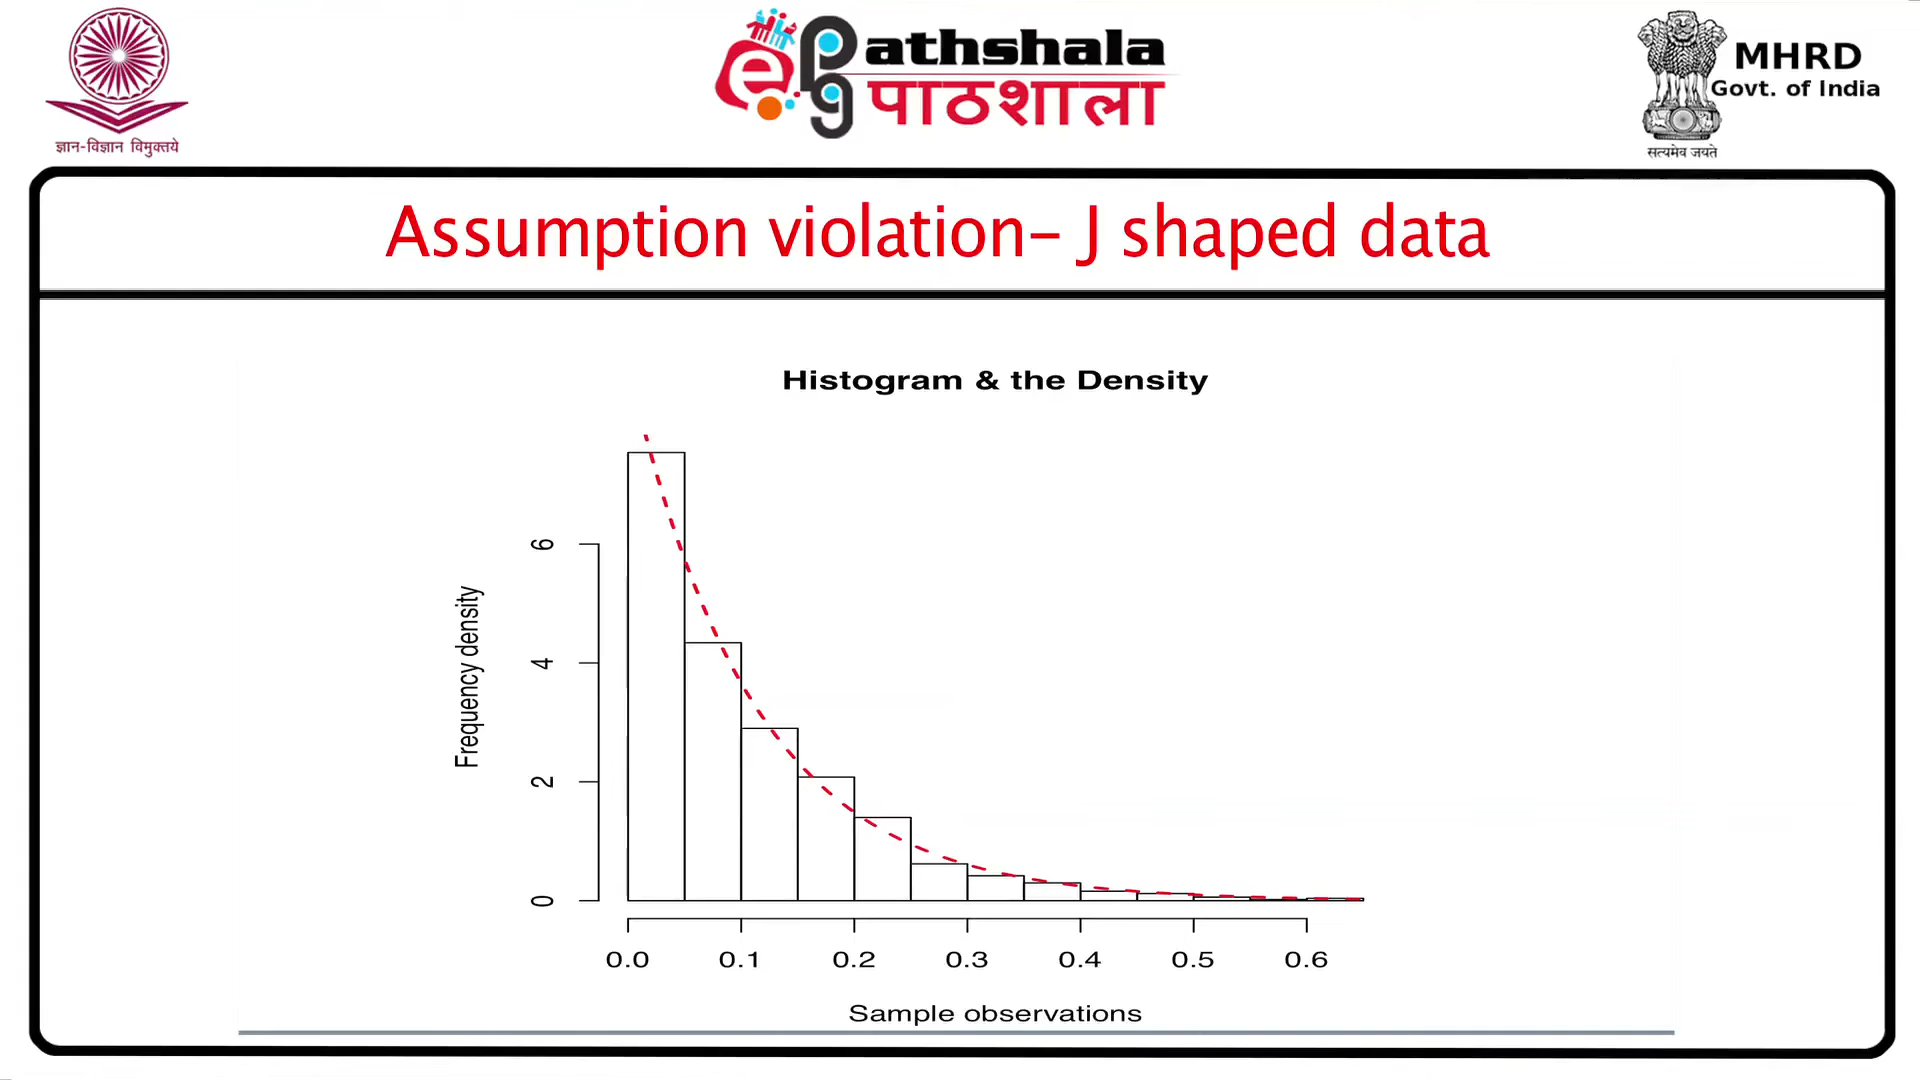 ज्ञान-विज्ञान विमुक्तये
e pg athshala
पाठशाला
MHRD
Govt. of India
सत्यमेव जयते
Assumption violation- J shaped data
Histogram & the Density
Frequency density
6
4
2
0
0.0 0.1 0.2 0.3 0.4 0.5 0.6
Sample observations